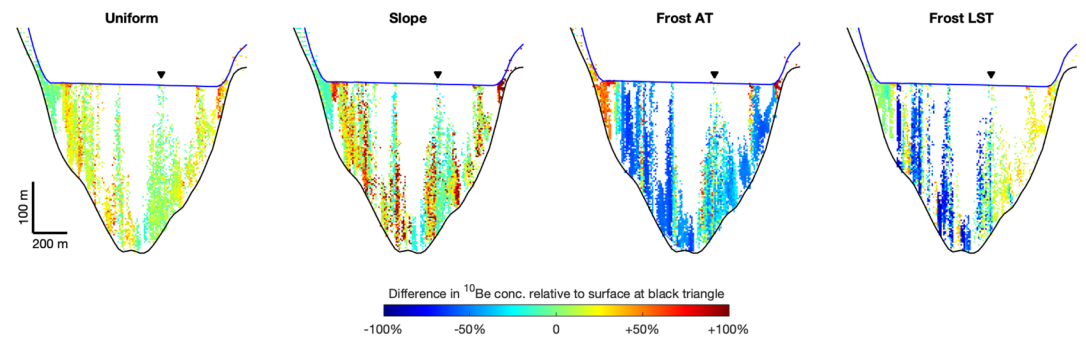 Uniform
Slope
Frost AT
Frost LST
100 m
200 m
Difference in ¹⁰Be conc. relative to surface at black triangle
-100%
-50%
0
+50%
+100%